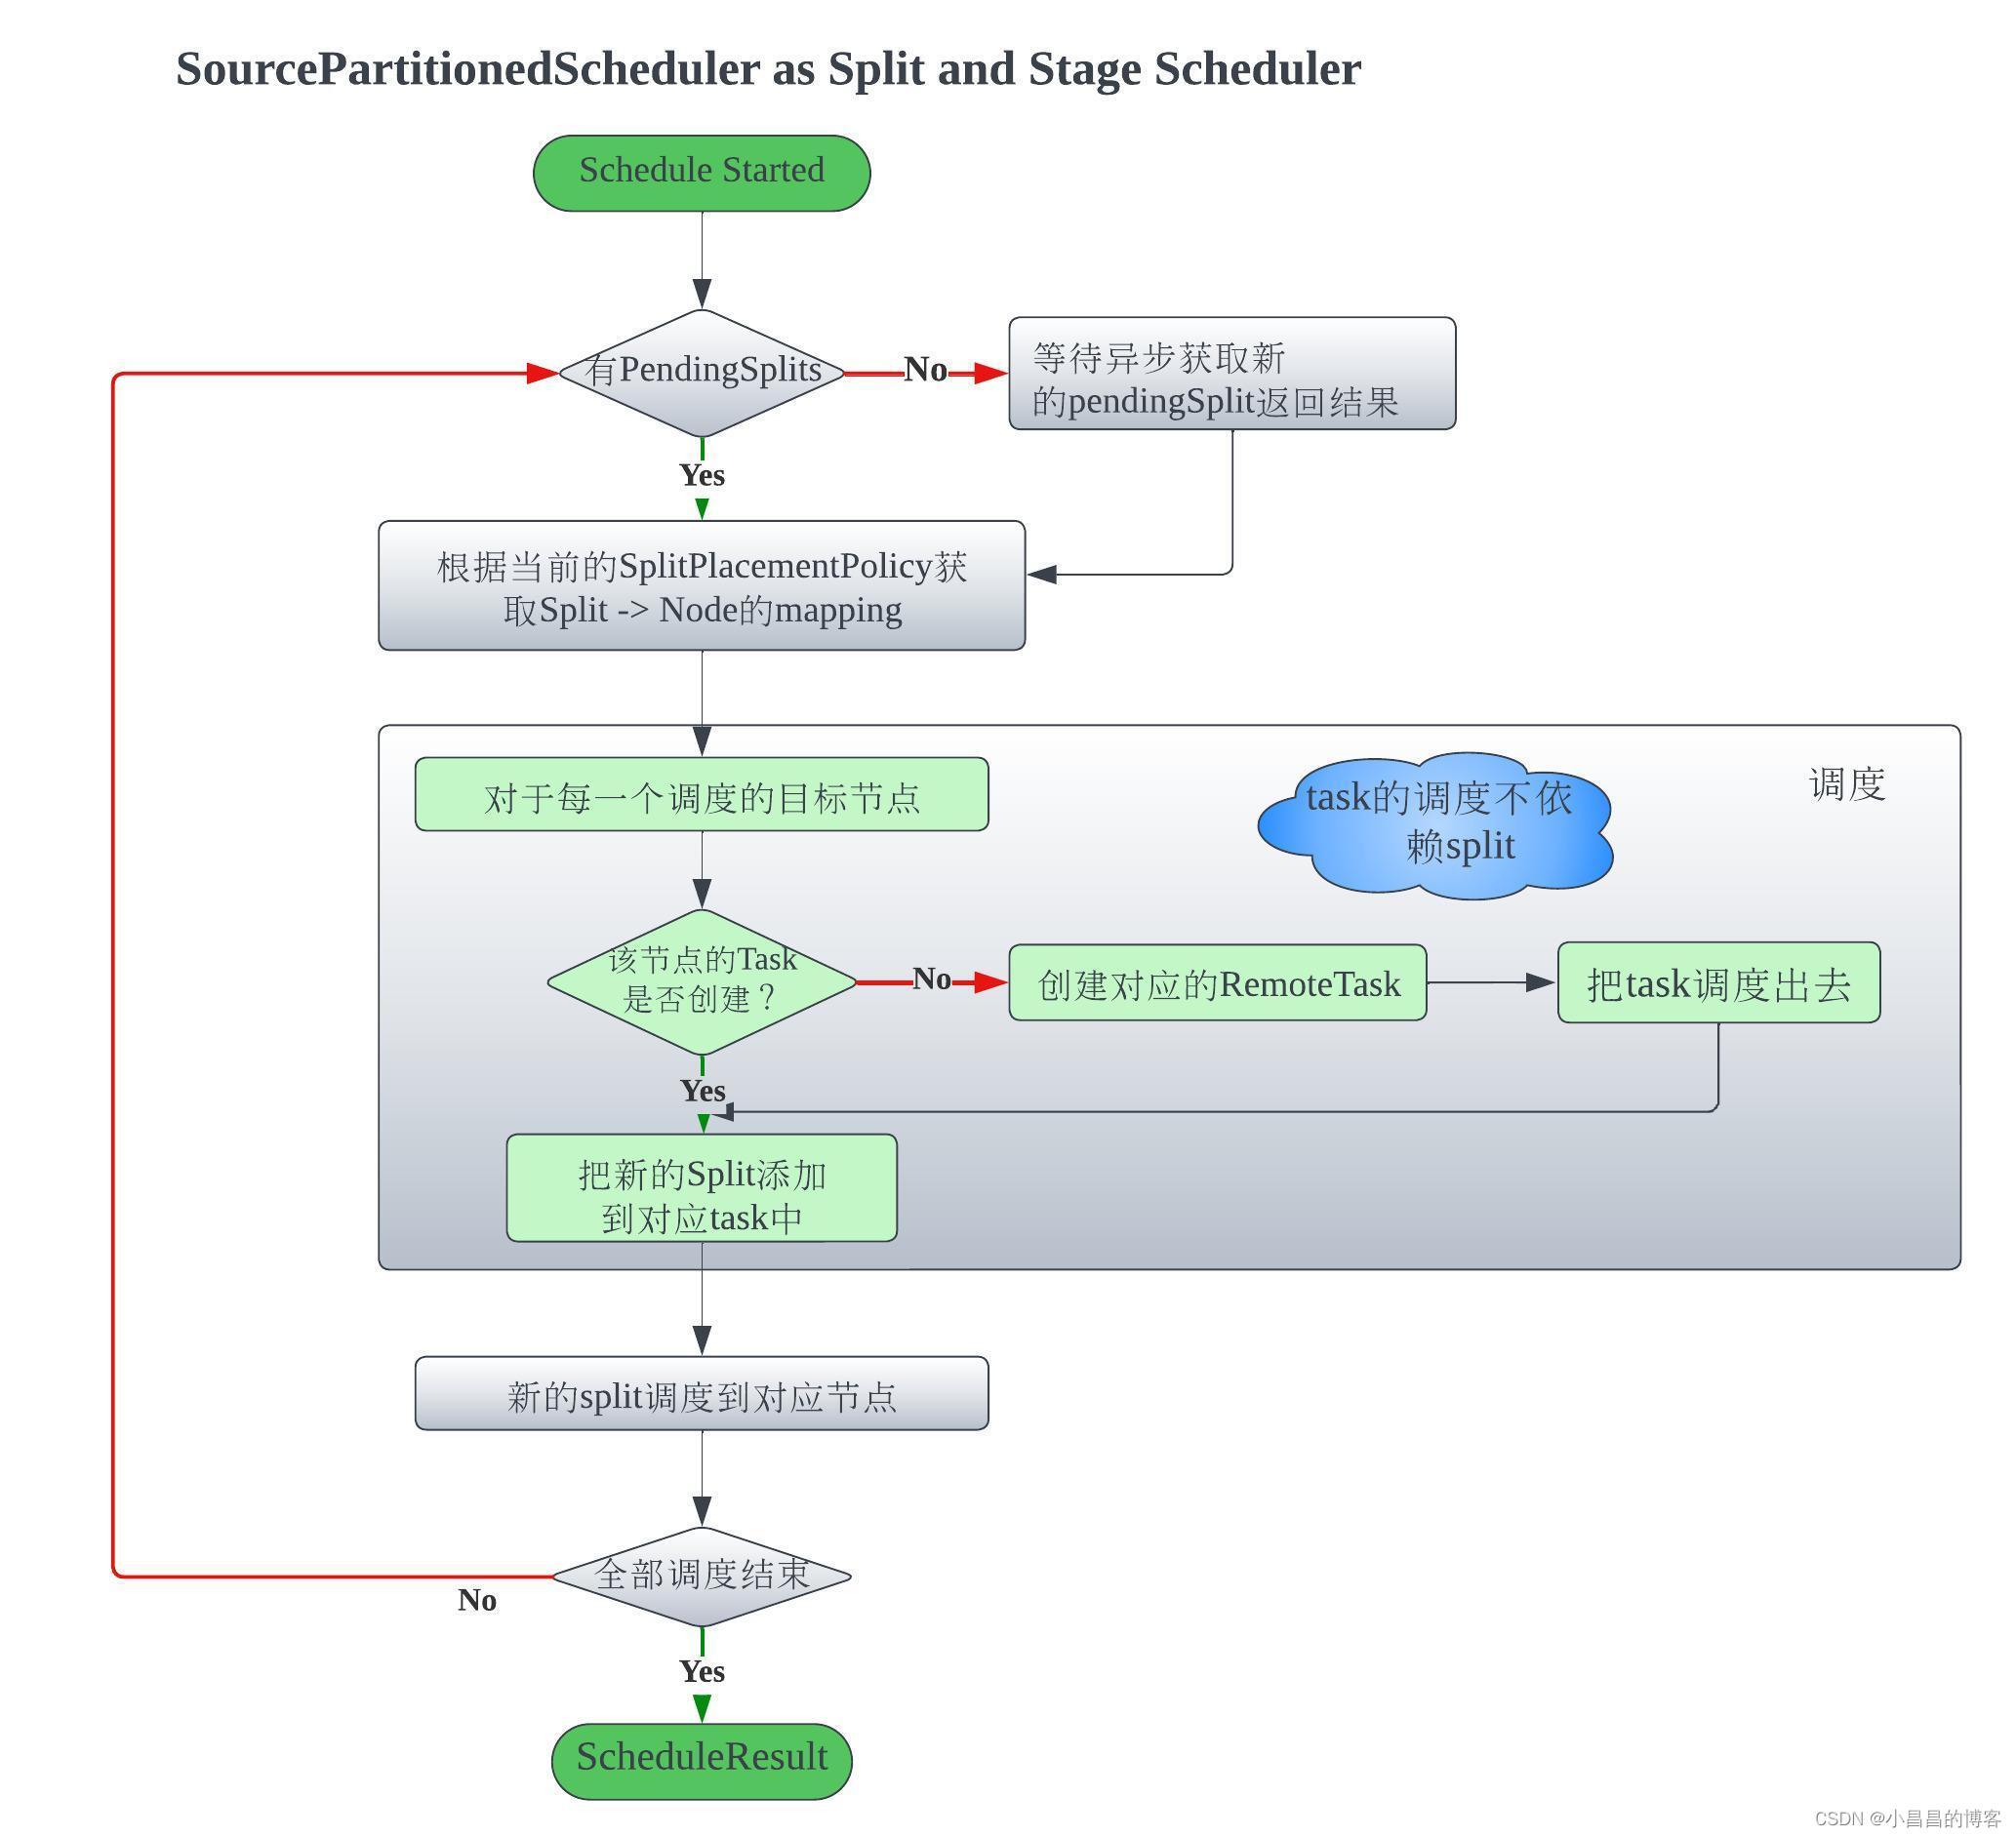 SourcePartitionedScheduler as Split and Stage Scheduler
Schedule Started
有PendingSplits
No
等待异步获取新
的pendingSplit返回结果
Yes
根据当前的SplitPlacementPolicy获
取Split -> Node的mapping
对于每一个调度的目标节点
task的调度不依
赖split
调度
该节点的Task
是否创建？
No
创建对应的RemoteTask
把task调度出去
Yes
把新的Split添加
到对应task中
新的split调度到对应节点
全部调度结束
No
Yes
ScheduleResult
CSDN @小昌昌的博客